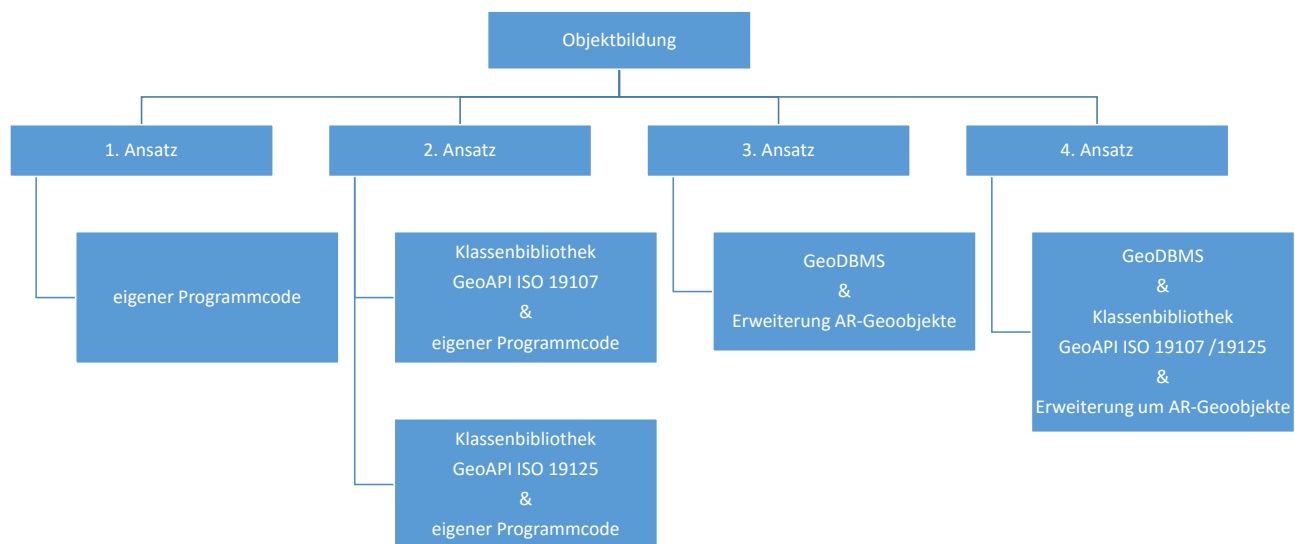 Objektbildung
1. Ansatz
2. Ansatz
3. Ansatz
4. Ansatz
eigener Programmcode
Klassenbibliothek
GeoAPI ISO 19107
&
eigener Programmcode
Klassenbibliothek
GeoAPI ISO 19125
&
eigener Programmcode
GeoDBMS
&
Erweiterung AR-Geoobjekte
GeoDBMS
&
Klassenbibliothek
GeoAPI ISO 19107 /19125
&
Erweiterung um AR-Geoobjekte